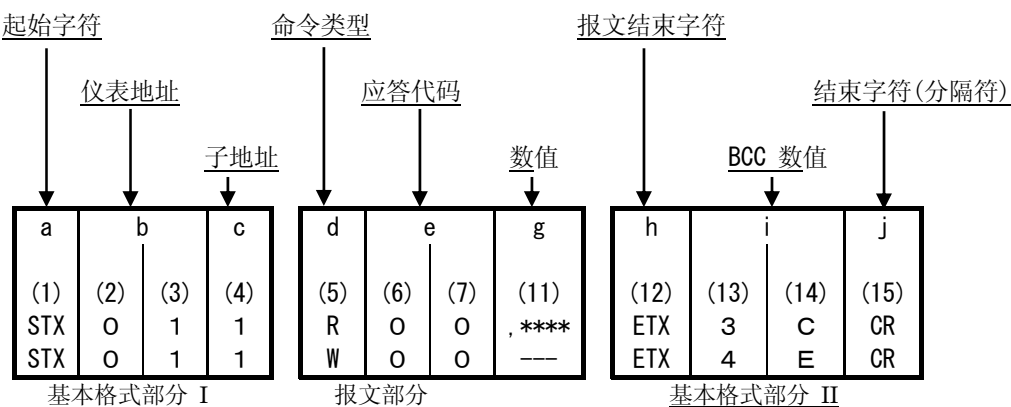 起始字符 命令类型 报文结束字符
仪表地址 应答代码 结束字符(分隔符)
子地址 数值 BCC 数值
a b c d e g h i j
(1) (2) (3) (4) (5) (6) (7) (11) (12) (13) (14) (15)
STX 0 1 1 R 0 0 ,**** ETX 3 C CR
STX 0 1 1 W 0 0 --- ETX 4 E CR
基本格式部分 I 报文部分 基本格式部分 II